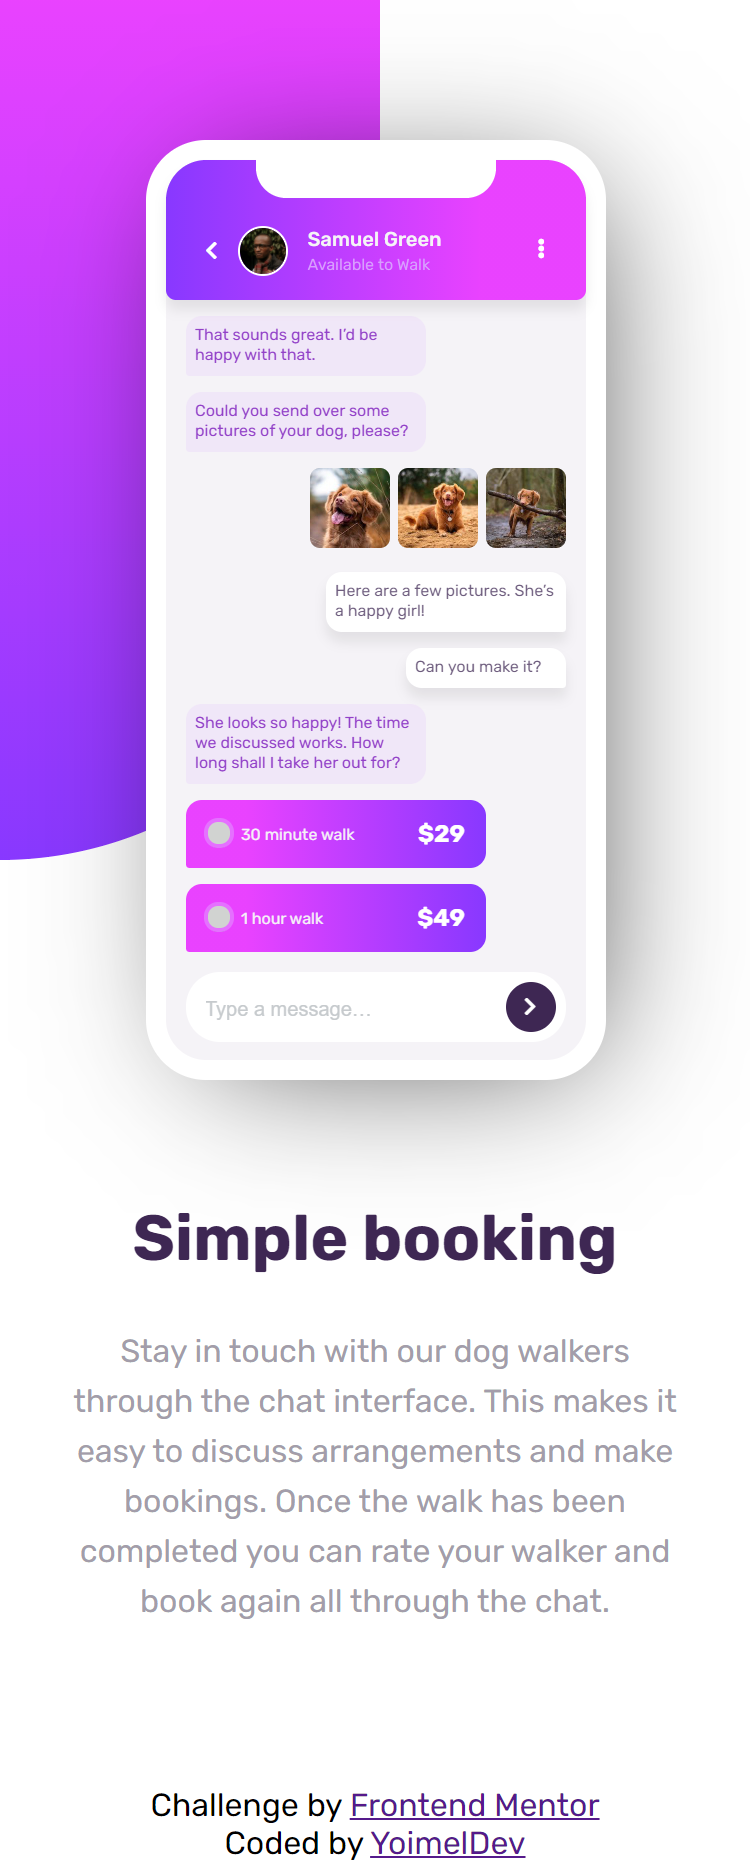 Samuel Green
Available to Walk
That sounds great. I’d be
happy with that.
Could you send over some
pictures of your dog, please?
Here are a few pictures. She’s
a happy girl!
Can you make it?
She looks so happy! The time
we discussed works. How
long shall I take her out for?
30 minute walk $29
1 hour walk $49
Type a message…
Simple booking
Stay in touch with our dog walkers
through the chat interface. This makes it
easy to discuss arrangements and make
bookings. Once the walk has been
completed you can rate your walker and
book again all through the chat.
Challenge by Frontend Mentor
Coded by YoimelDev